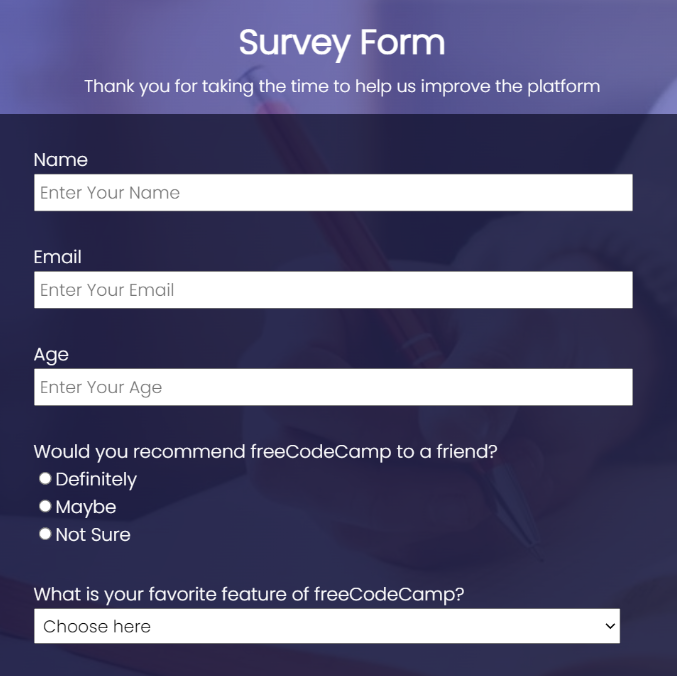 Survey Form
Thank you for taking the time to help us improve the platform
Name
Enter Your Name
Email
Enter Your Email
Age
Enter Your Age
Would you recommend freeCodeCamp to a friend?
Definitely
Maybe
Not Sure
What is your favorite feature of freeCodeCamp?
Choose here